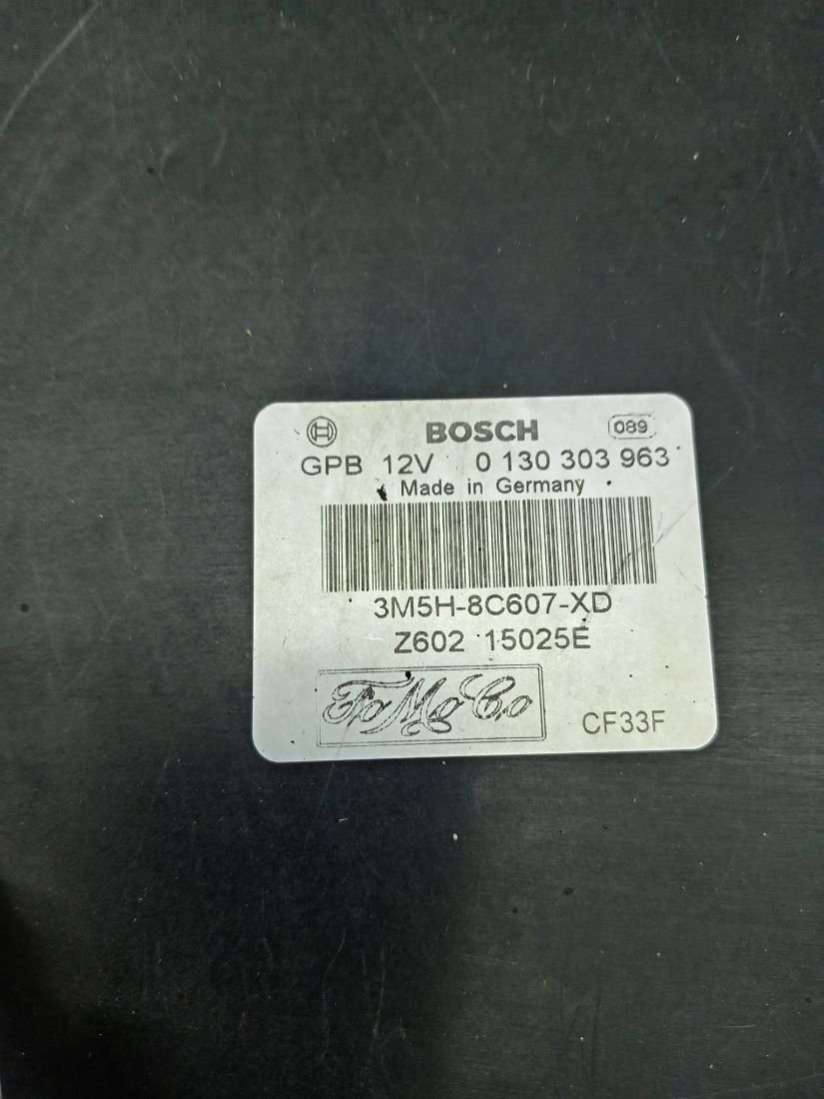 BOSCH 089
GPB 12V 0 130 303 963
Made in Germany
3M5H-8C607-XD
Z602 15025E
FoMoCo CF33F